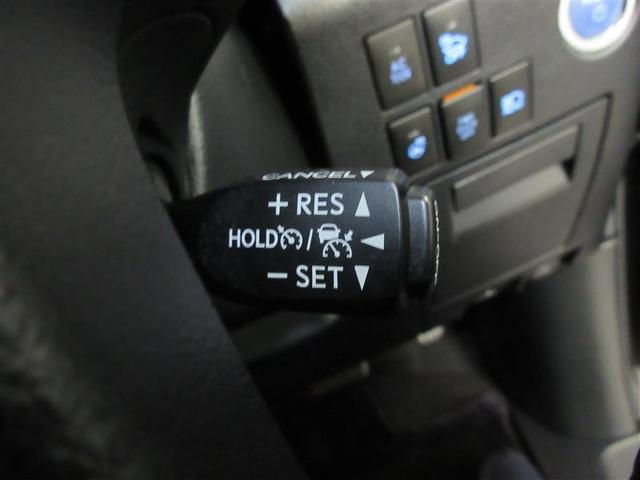 CANCEL
+ RES
HOLD /
− SET